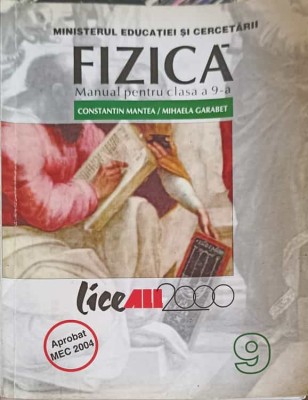 MINISTERUL EDUCAȚIEI ȘI CERCETĂRII
FIZICĂ
Manual pentru clasa a 9-a
CONSTANTIN MANTEA / MIHAELA GARABET
liceALL2000
Aprobat
MEC 2004
9